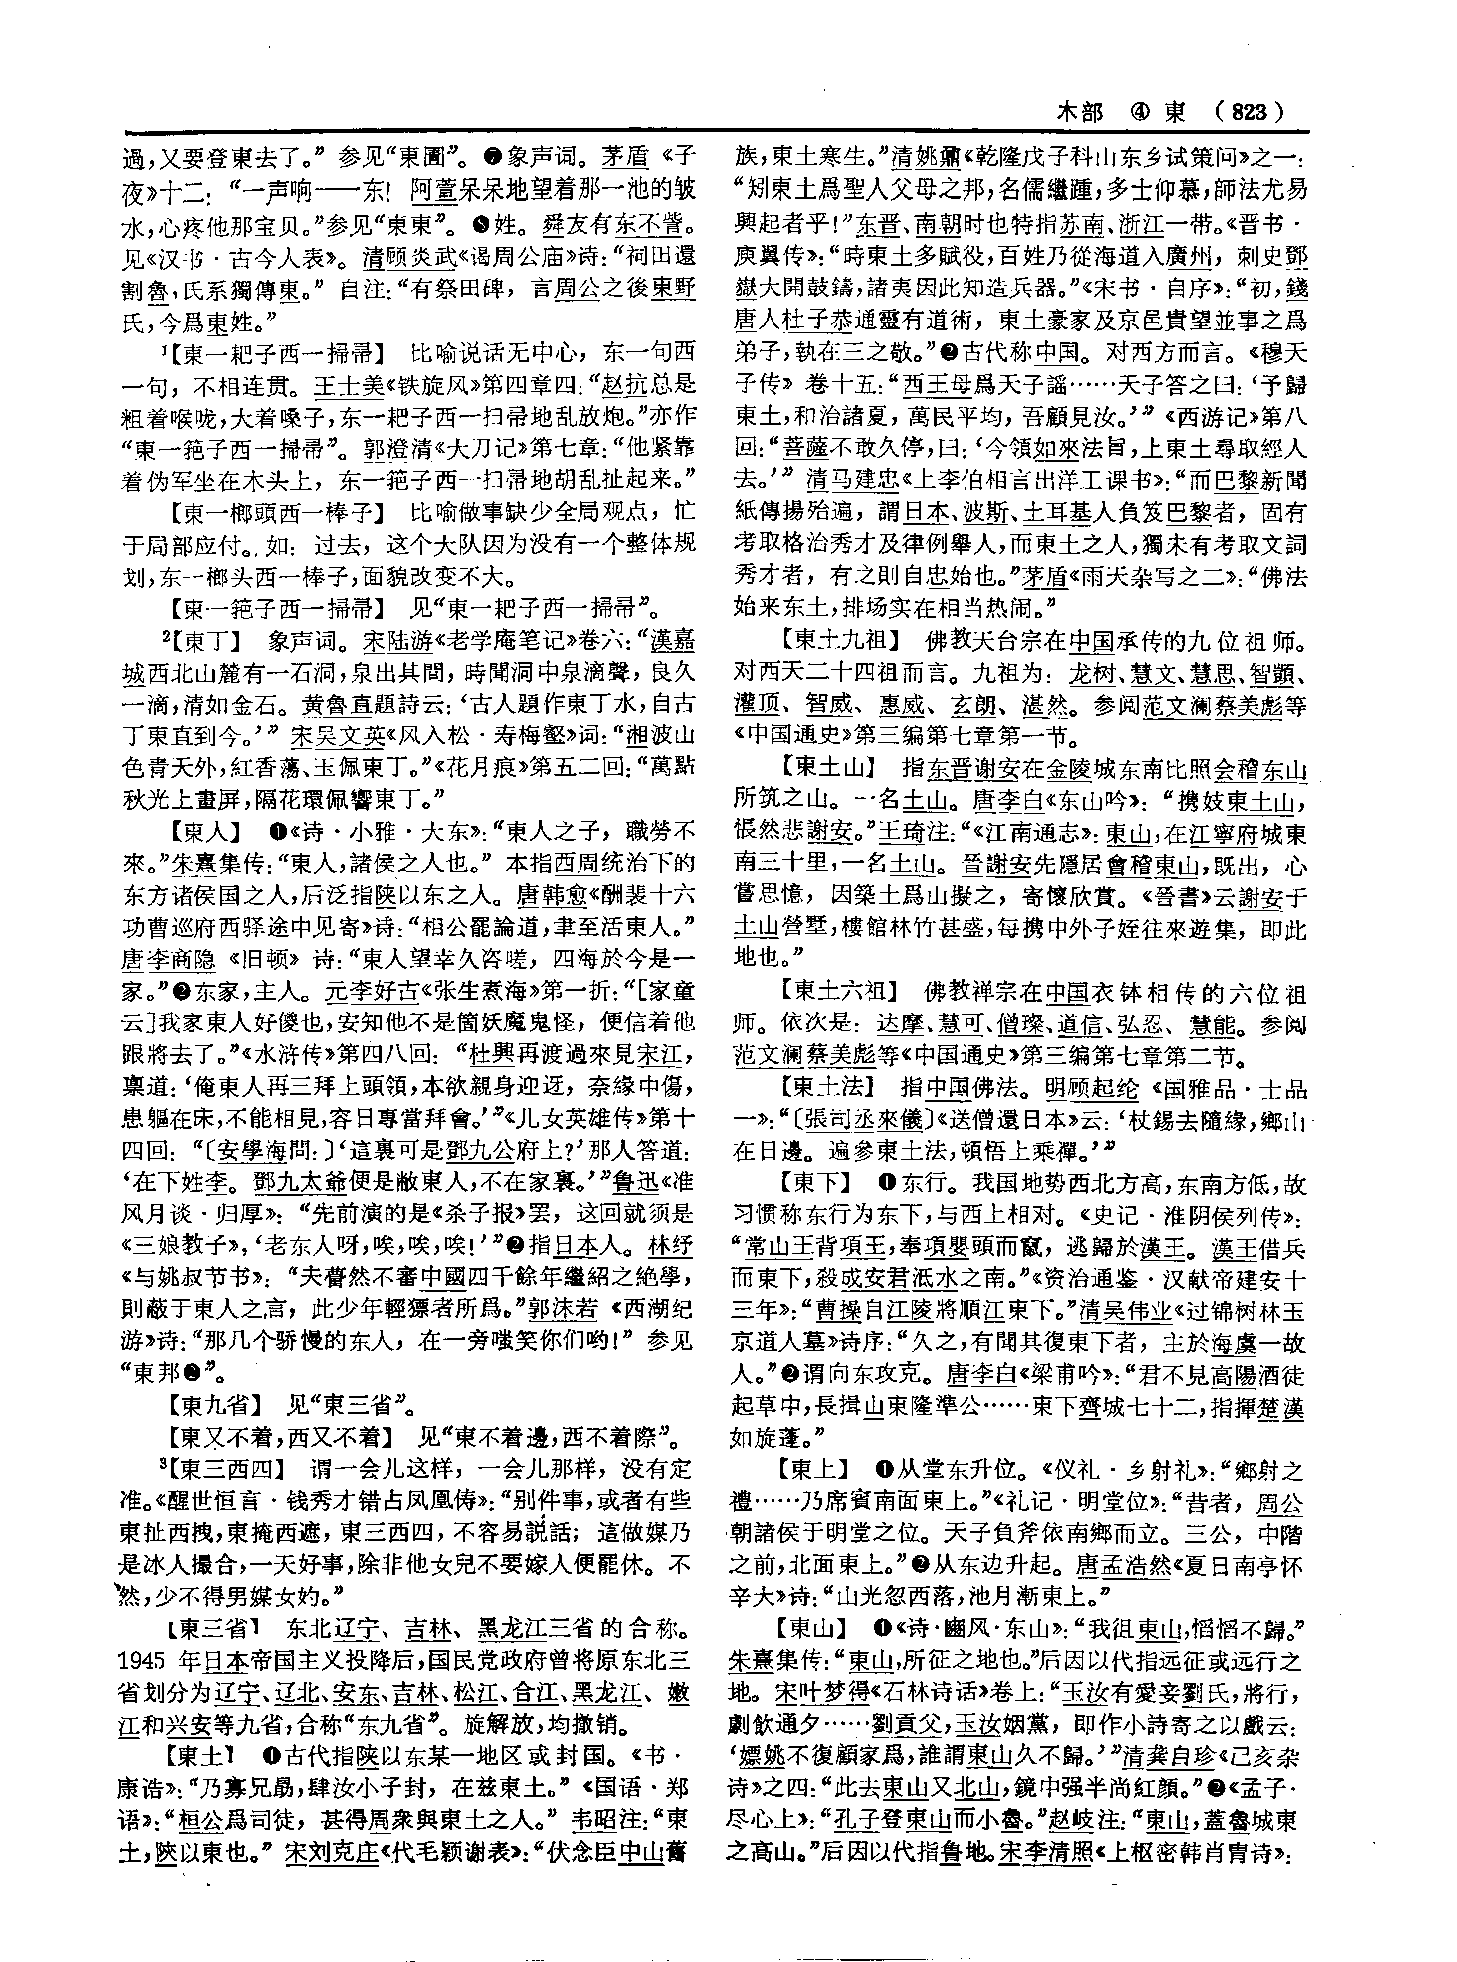 木部 ④ 東 (823)
過,又要登東去了。”参见“東圊”。❼象声词。茅盾《子
夜》十二:“一声响——东!阿萱呆呆地望着那一池的皱
水,心疼他那宝贝。”参见“東東”。❽姓。舜友有东不訾。
见《汉书·古今人表》。清顾炎武《谒周公庙》诗:“祠田還
割魯,氏系獨傳東。”自注:“有祭田碑,言周公之後東野
氏,今爲東姓。”
¹【東一耙子西一掃帚】 比喻说话无中心,东一句西
一句,不相连贯。王士美《铁旋风》第四章四:“赵抗总是
粗着喉咙,大着嗓子,东一耙子西一扫帚地乱放炮。”亦作
“東一筢子西一掃帚”。郭澄清《大刀记》第七章:“他紧靠
着伪军坐在木头上,东一筢子西一扫帚地胡乱扯起来。”
【東一榔頭西一棒子】 比喻做事缺少全局观点,忙
于局部应付。如:过去,这个大队因为没有一个整体规
划,东一榔头西一棒子,面貌改变不大。
【東一筢子西一掃帚】 见“東一耙子西一掃帚”。
²【東丁】 象声词。宋陆游《老学庵笔记》卷六:“漢嘉
城西北山麓有一石洞,泉出其間,時聞洞中泉滴聲,良久
一滴,清如金石。黄魯直題詩云:‘古人題作東丁水,自古
丁東直到今。’”宋吴文英《风入松·寿梅壑》词:“湘波山
色青天外,紅香蕩、玉佩東丁。”《花月痕》第五二回:“萬點
秋光上畫屏,隔花環佩響東丁。”
【東人】 ❶《诗·小雅·大东》:“東人之子,職勞不
來。”朱熹集传:“東人,諸侯之人也。”本指西周统治下的
东方诸侯国之人,后泛指陕以东之人。唐韩愈《酬裴十六
功曹巡府西驿途中见寄》诗:“相公罷論道,聿至活東人。”
唐李商隐《旧顿》诗:“東人望幸久咨嗟,四海於今是一
家。”❷东家,主人。元李好古《张生煮海》第一折:“[家童
云]我家東人好傻也,安知他不是箇妖魔鬼怪,便信着他
跟將去了。”《水浒传》第四八回:“杜興再渡過來見宋江,
稟道:‘俺東人再三拜上頭領,本欲親身迎迓,奈緣中傷,
患軀在床,不能相見,容日專當拜會。’”《儿女英雄传》第十
四回:“〔安學海問:〕‘這裏可是鄧九公府上?’那人答道:
‘在下姓李。鄧九太爺便是敝東人,不在家裏。’”鲁迅《准
风月谈·归厚》:“先前演的是《杀子报》罢,这回就须是
《三娘教子》,‘老东人呀,唉,唉,唉!’”❷指日本人。林纾
《与姚叔节书》:“夫瞢然不審中國四千餘年繼紹之絶學,
則蔽于東人之言,此少年輕獧者所爲。”郭沫若《西湖纪
游》诗:“那几个骄慢的东人,在一旁嗤笑你们哟!”参见
“東邦❷”。
【東九省】 见“東三省”。
【東又不着,西又不着】 见“東不着邊,西不着際”。
³【東三西四】 谓一会儿这样,一会儿那样,没有定
准。《醒世恒言·钱秀才错占凤凰俦》:“别件事,或者有些
東扯西拽,東掩西遮,東三西四,不容易説話;這做媒乃
是冰人撮合,一天好事,除非他女兒不要嫁人便罷休。不
然,少不得男媒女妁。”
【東三省】 东北辽宁、吉林、黑龙江三省的合称。
1945年日本帝国主义投降后,国民党政府曾将原东北三
省划分为辽宁、辽北、安东、吉林、松江、合江、黑龙江、嫩
江和兴安等九省,合称“东九省”。旋解放,均撤销。
【東土】 ❶古代指陕以东某一地区或封国。《书·
康诰》:“乃寡兄勗,肆汝小子封,在兹東土。”《国语·郑
语》:“桓公爲司徒,甚得周衆與東土之人。”韦昭注:“東
土,陝以東也。”宋刘克庄《代毛颖谢表》:“伏念臣中山舊
族,東土寒生。”清姚鼐《乾隆戊子科山东乡试策问》之一:
“矧東土爲聖人父母之邦,名儒繼踵,多士仰慕,師法尤易
興起者乎!”东晋、南朝时也特指苏南、浙江一带。《晋书·
庾翼传》:“時東土多賦役,百姓乃從海道入廣州,刺史鄧
嶽大開鼓鑄,諸夷因此知造兵器。”《宋书·自序》:“初,錢
唐人杜子恭通靈有道術,東土豪家及京邑貴望並事之爲
弟子,執在三之敬。”❷古代称中国。对西方而言。《穆天
子传》卷十五:“西王母爲天子謡……天子答之曰:‘予歸
東土,和治諸夏,萬民平均,吾顧見汝。’”《西游记》第八
回:“菩薩不敢久停,曰:‘今領如來法旨,上東土尋取經人
去。’”清马建忠《上李伯相言出洋工课书》:“而巴黎新聞
紙傳揚殆遍,謂日本、波斯、土耳基人負笈巴黎者,固有
考取格治秀才及律例舉人,而東土之人,獨未有考取文詞
秀才者,有之則自忠始也。”茅盾《雨天杂写之二》:“佛法
始来东土,排场实在相当热闹。”
【東土九祖】 佛教天台宗在中国承传的九位祖师。
对西天二十四祖而言。九祖为:龙树、慧文、慧思、智顗、
灌顶、智威、惠威、玄朗、湛然。参阅范文澜蔡美彪等
《中国通史》第三编第七章第一节。
【東土山】 指东晋谢安在金陵城东南比照会稽东山
所筑之山。一名土山。唐李白《东山吟》:“携妓東土山,
悵然悲謝安。”王琦注:“《江南通志》:東山,在江寧府城東
南三十里,一名土山。晉謝安先隱居會稽東山,既出,心
嘗思憶,因築土爲山擬之,寄懷欣賞。《晉書》云謝安于
土山營墅,樓館林竹甚盛,每携中外子姪往來遊集,即此
地也。”
【東土六祖】 佛教禅宗在中国衣钵相传的六位祖
师。依次是:达摩、慧可、僧璨、道信、弘忍、慧能。参阅
范文澜蔡美彪等《中国通史》第三编第七章第二节。
【東土法】 指中国佛法。明顾起纶《国雅品·士品
一》:“〔張司丞來儀〕《送僧還日本》云:‘杖錫去隨緣,鄉山
在日邊。遍參東土法,頓悟上乘禪。’”
【東下】 ❶东行。我国地势西北方高,东南方低,故
习惯称东行为东下,与西上相对。《史记·淮阴侯列传》:
“常山王背項王,奉項嬰頭而竄,逃歸於漢王。漢王借兵
而東下,殺成安君泜水之南。”《资治通鉴·汉献帝建安十
三年》:“曹操自江陵將順江東下。”清吴伟业《过锦树林玉
京道人墓》诗序:“久之,有聞其復東下者,主於海虞一故
人。”❷谓向东攻克。唐李白《梁甫吟》:“君不見高陽酒徒
起草中,長揖山東隆準公……東下齊城七十二,指揮楚漢
如旋蓬。”
【東上】 ❶从堂东升位。《仪礼·乡射礼》:“鄉射之
禮……乃席賓南面東上。”《礼记·明堂位》:“昔者,周公
朝諸侯于明堂之位。天子負斧依南鄉而立。三公,中階
之前,北面東上。”❷从东边升起。唐孟浩然《夏日南亭怀
辛大》诗:“山光忽西落,池月漸東上。”
【東山】 ❶《诗·豳风·东山》:“我徂東山,慆慆不歸。”
朱熹集传:“東山,所征之地也。”后因以代指远征或远行之
地。宋叶梦得《石林诗话》卷上:“玉汝有愛妾劉氏,將行,
劇飲通夕……劉貢父,玉汝姻黨,即作小詩寄之以戲云:
‘嫖姚不復顧家爲,誰謂東山久不歸。’”清龚自珍《己亥杂
诗》之四:“此去東山又北山,鏡中强半尚紅顔。”❷《孟子·
尽心上》:“孔子登東山而小魯。”赵岐注:“東山,蓋魯城東
之高山。”后因以代指鲁地。宋李清照《上枢密韩肖胄诗》: